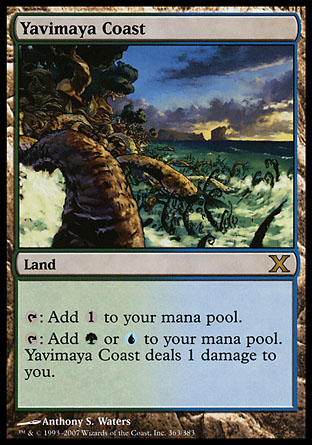 Yavimaya Coast
Land
X
: Add 1 to your mana pool.
: Add or to your mana pool.
Yavimaya Coast deals 1 damage to
you.
Anthony S. Waters
™ & © 1993–2007 Wizards of the Coast, Inc. 363/383